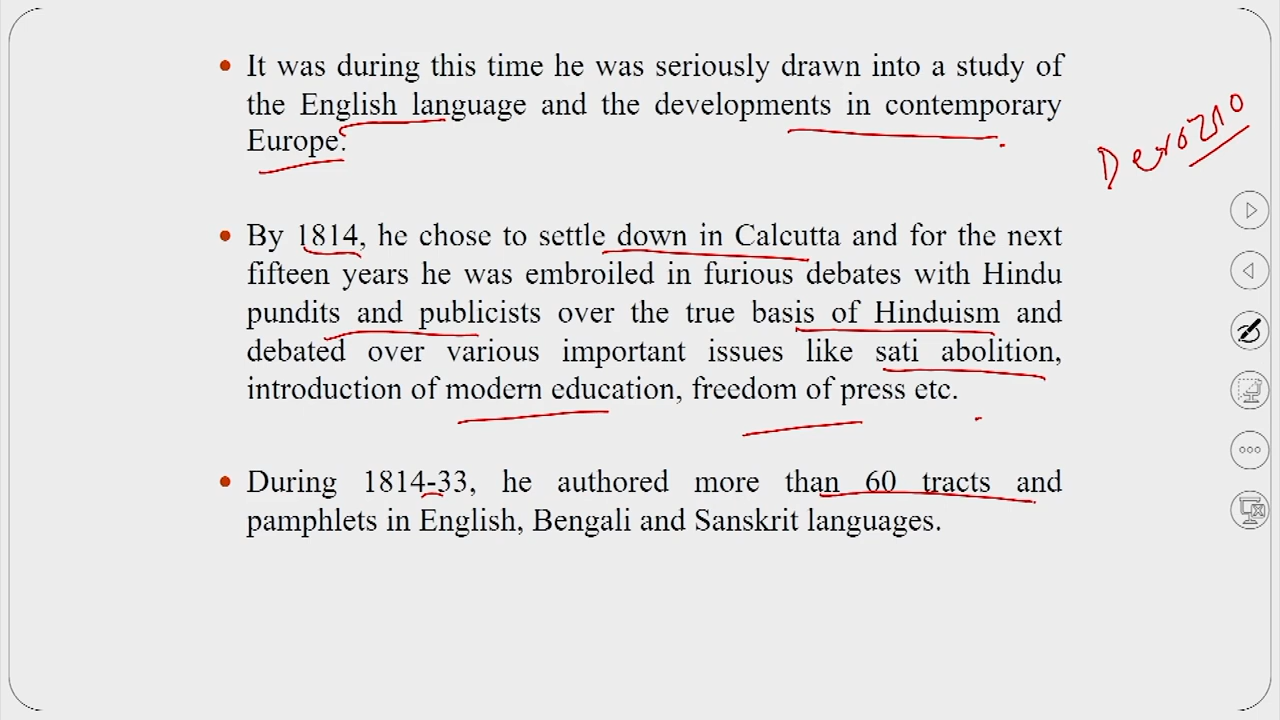 • It was during this time he was seriously drawn into a study of
the English language and the developments in contemporary
Europe.
• By 1814, he chose to settle down in Calcutta and for the next
fifteen years he was embroiled in furious debates with Hindu
pundits and publicists over the true basis of Hinduism and
debated over various important issues like sati abolition,
introduction of modern education, freedom of press etc.
• During 1814-33, he authored more than 60 tracts and
pamphlets in English, Bengali and Sanskrit languages.
Derozio